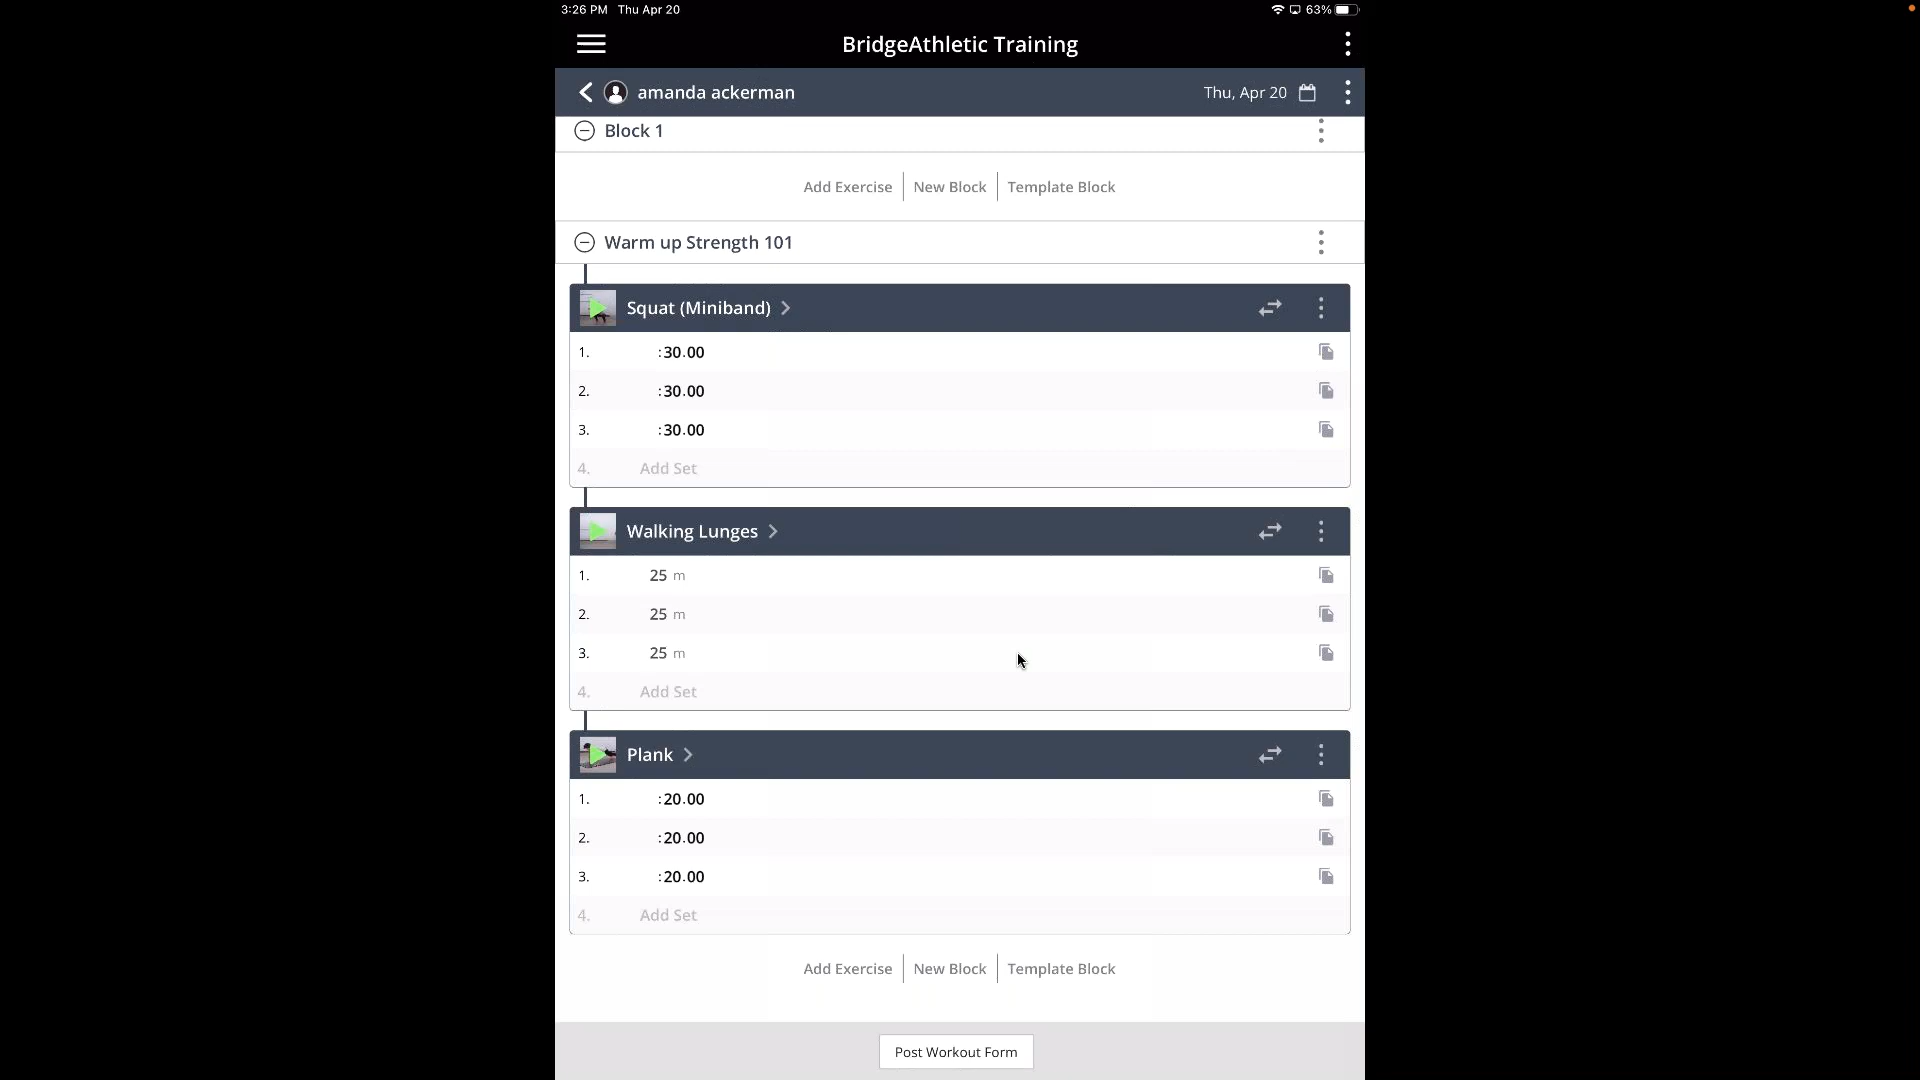 3:26 PM Thu Apr 20 63%
BridgeAthletic Training
amanda ackerman Thu, Apr 20
Block 1
Add Exercise New Block Template Block
Warm up Strength 101
Squat (Miniband)
1. :30.00
2. :30.00
3. :30.00
4. Add Set
Walking Lunges
1. 25 m
2. 25 m
3. 25 m
4. Add Set
Plank
1. :20.00
2. :20.00
3. :20.00
4. Add Set
Add Exercise New Block Template Block
Post Workout Form